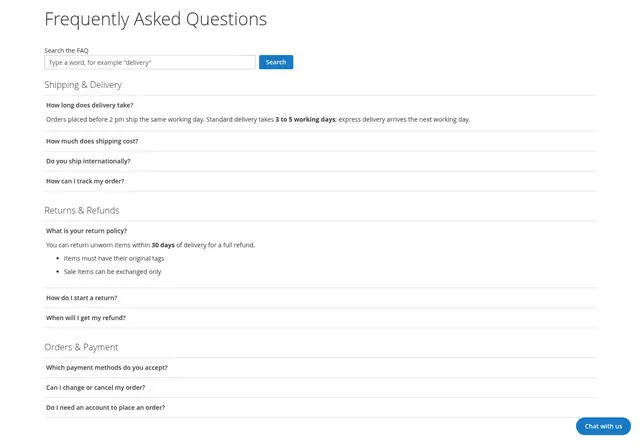 Frequently Asked Questions
Search the FAQ
Type a word, for example "delivery"
Search
Shipping & Delivery
How long does delivery take?
Orders placed before 2 pm ship the same working day. Standard delivery takes 3 to 5 working days; express delivery arrives the next working day.
How much does shipping cost?
Do you ship internationally?
How can I track my order?
Returns & Refunds
What is your return policy?
You can return unworn items within 30 days of delivery for a full refund.
Items must have their original tags
Sale items can be exchanged only
How do I start a return?
When will I get my refund?
Orders & Payment
Which payment methods do you accept?
Can I change or cancel my order?
Do I need an account to place an order?
Chat with us